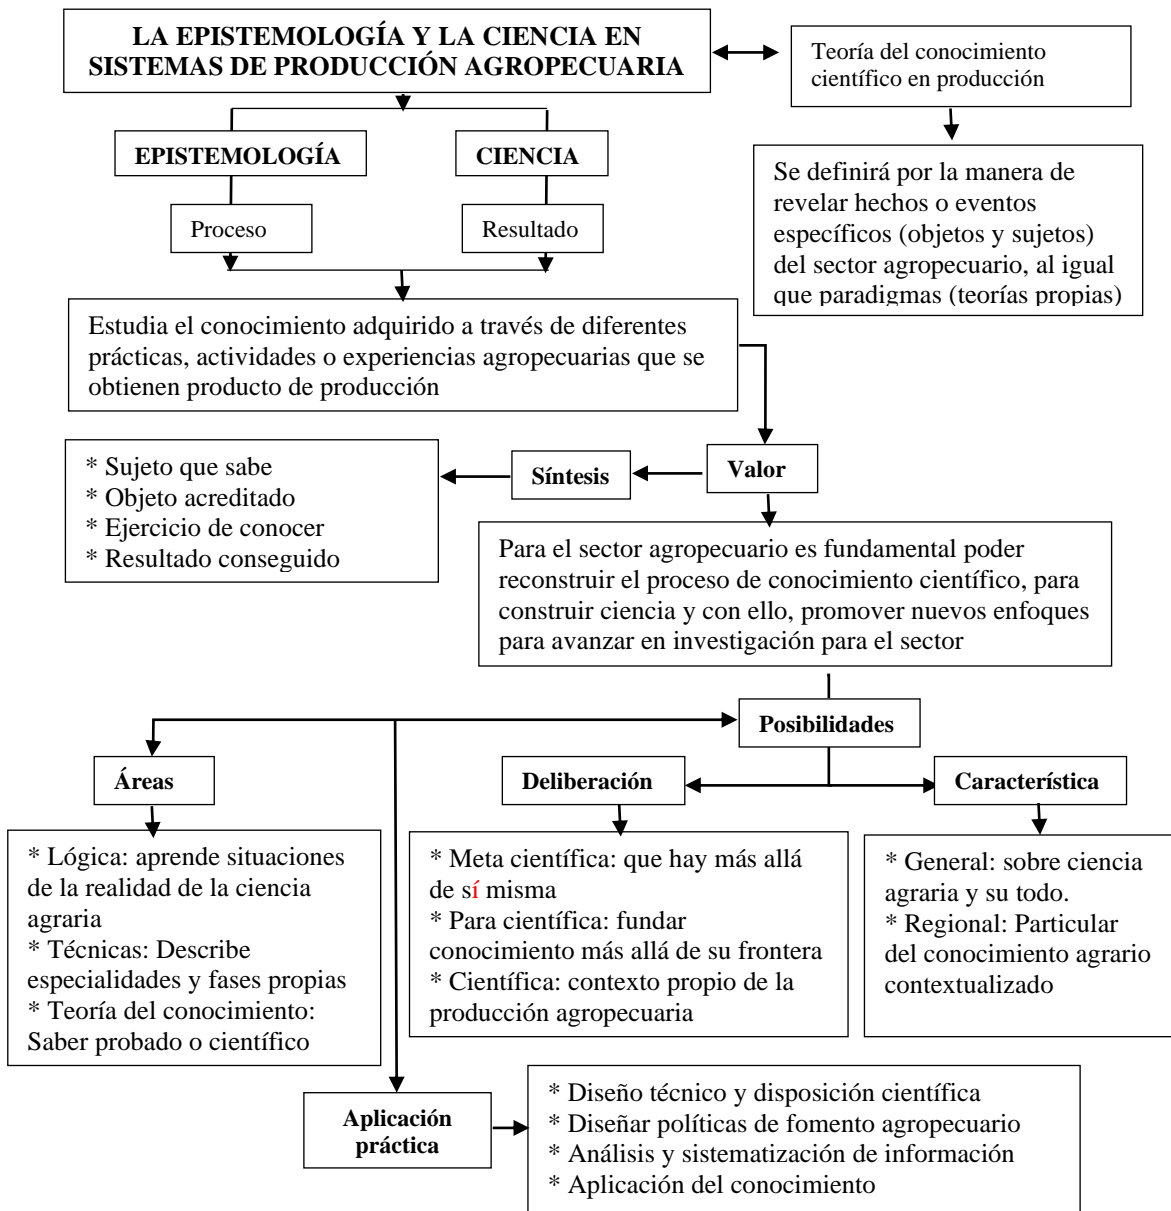 LA EPISTEMOLOGÍA Y LA CIENCIA EN
SISTEMAS DE PRODUCCIÓN AGROPECUARIA
Teoría del conocimiento
científico en producción
EPISTEMOLOGÍA
CIENCIA
Se definirá por la manera de
revelar hechos o eventos
específicos (objetos y sujetos)
del sector agropecuario, al igual
que paradigmas (teorías propias)
Proceso
Resultado
Estudia el conocimiento adquirido a través de diferentes
prácticas, actividades o experiencias agropecuarias que se
obtienen producto de producción
* Sujeto que sabe
* Objeto acreditado
* Ejercicio de conocer
* Resultado conseguido
Síntesis
Valor
Para el sector agropecuario es fundamental poder
reconstruir el proceso de conocimiento científico, para
construir ciencia y con ello, promover nuevos enfoques
para avanzar en investigación para el sector
Posibilidades
Áreas
Deliberación
Característica
* Lógica: aprende situaciones
de la realidad de la ciencia
agraria
* Técnicas: Describe
especialidades y fases propias
* Teoría del conocimiento:
Saber probado o científico
* Meta científica: que hay más allá
de sí misma
* Para científica: fundar
conocimiento más allá de su frontera
* Científica: contexto propio de la
producción agropecuaria
* General: sobre ciencia
agraria y su todo.
* Regional: Particular
del conocimiento agrario
contextualizado
Aplicación
práctica
* Diseño técnico y disposición científica
* Diseñar políticas de fomento agropecuario
* Análisis y sistematización de información
* Aplicación del conocimiento